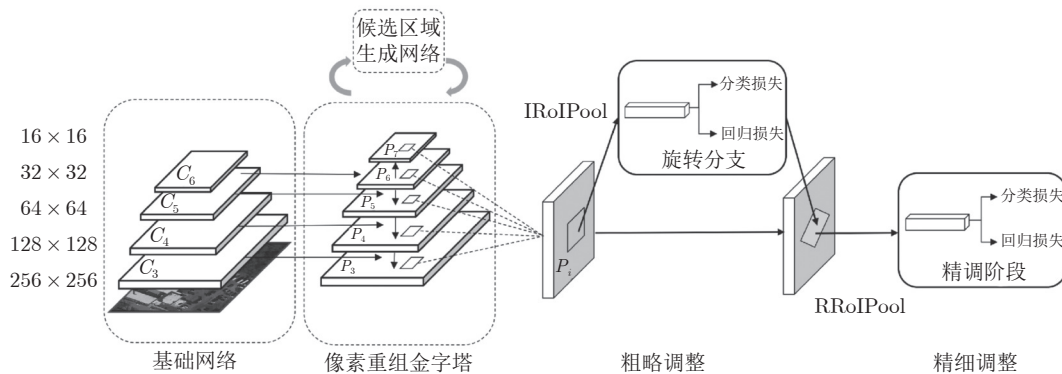 候选区域
生成网络
16 × 16
32 × 32
64 × 64
128 × 128
256 × 256
C6
C5
C4
C3
P7
P6
P5
P4
P3
Pi
IRoIPool
分类损失
回归损失
旋转分支
RRoIPool
分类损失
回归损失
精调阶段
基础网络
像素重组金字塔
粗略调整
精细调整